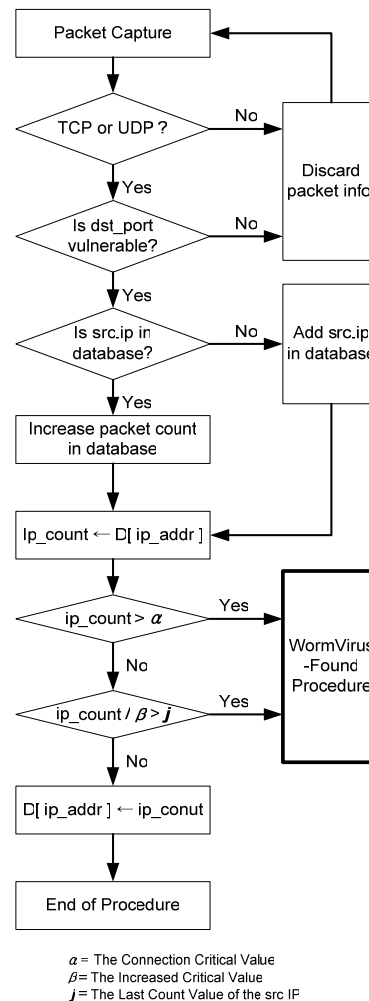 Packet Capture
TCP or UDP ?
No
Discard
packet info
Yes
Is dst_port
vulnerable?
No
Yes
Is src.ip in
database?
No
Add src.ip
in database
Yes
Increase packet count
in database
Ip_count ← D[ ip_addr ]
ip_count > α
Yes
WormVirus
-Found
Procedure
No
ip_count / β > j
Yes
No
D[ ip_addr ] ← ip_conut
End of Procedure
α = The Connection Critical Value
β = The Increased Critical Value
j = The Last Count Value of the src IP